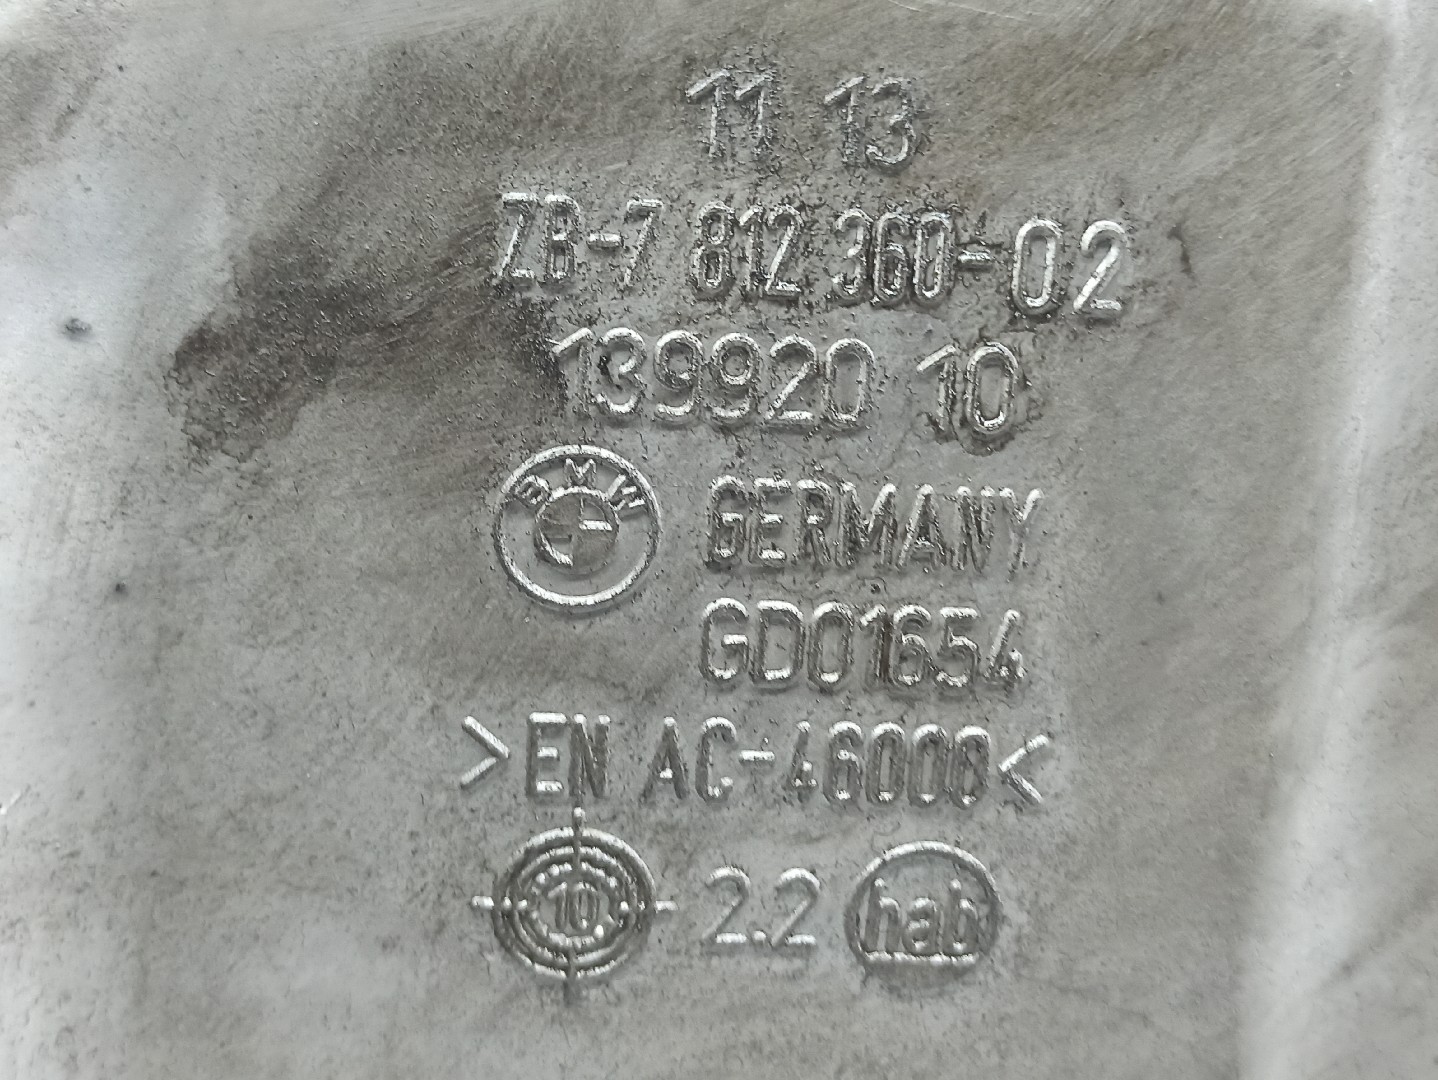 11 13
ZB-7 812 360-02
139920 10
BMW GERMANY
GD01654
>EN AC-46000<
10 2.2 hab